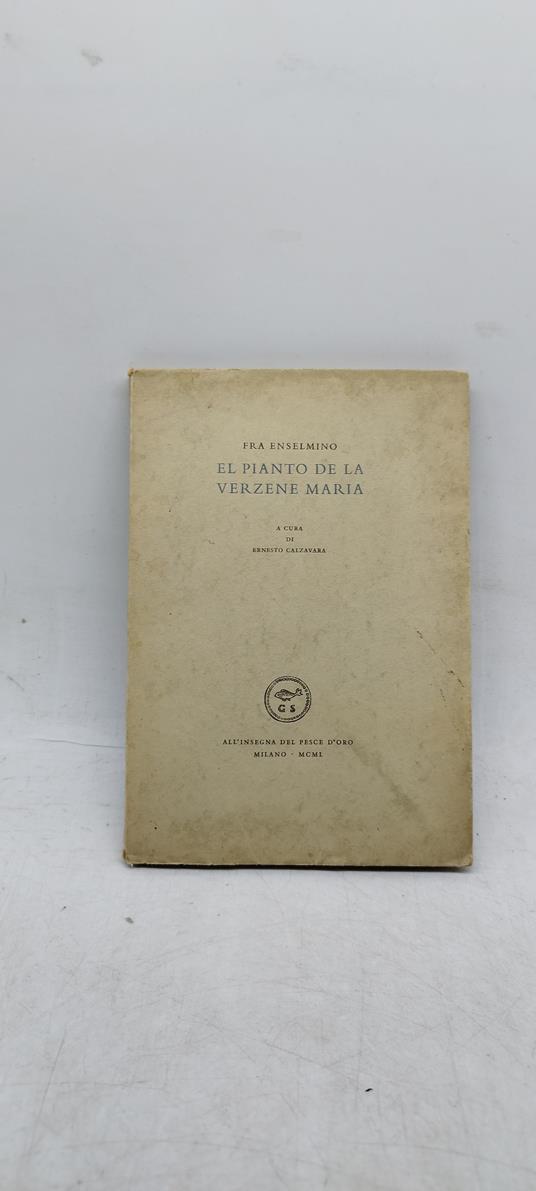 FRA ENSELMINO
EL PIANTO DE LA
VERZENE MARIA
A CURA
DI
ERNESTO CALZAVARA
G S
ALL'INSEGNA DEL PESCE D'ORO
MILANO - MCML